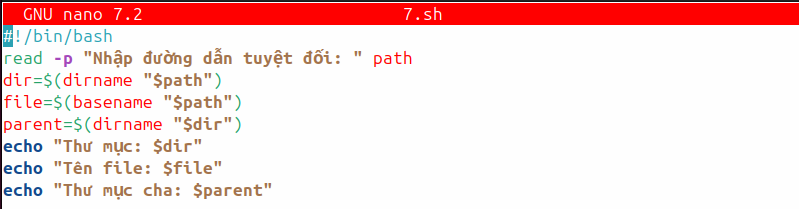 GNU nano 7.2 7.sh
#!/bin/bash
read -p "Nhập đường dẫn tuyệt đối: " path
dir=$(dirname "$path")
file=$(basename "$path")
parent=$(dirname "$dir")
echo "Thư mục: $dir"
echo "Tên file: $file"
echo "Thư mục cha: $parent"